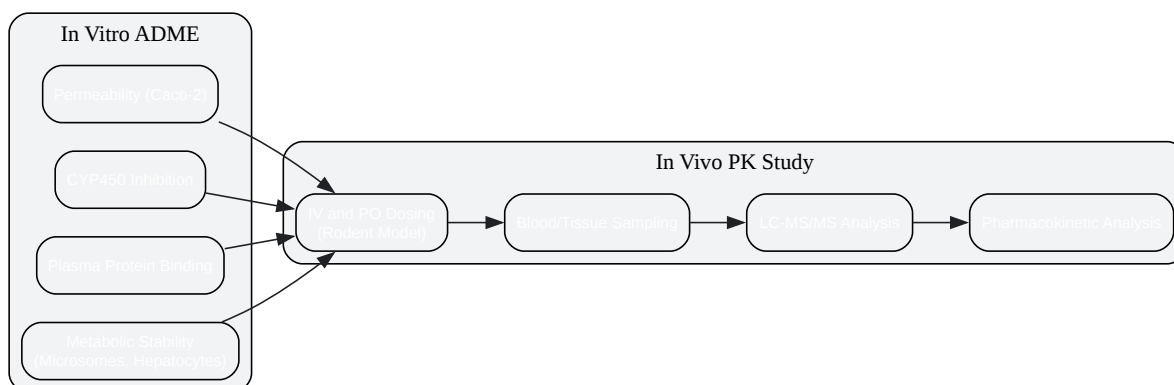 In Vitro ADME
Permeability (Caco-2)
CYP450 Inhibition
Plasma Protein Binding
Metabolic Stability
(Microsomes, Hepatocytes)
In Vivo PK Study
IV and PO Dosing
(Rodent Model)
Blood/Tissue Sampling
LC-MS/MS Analysis
Pharmacokinetic Analysis